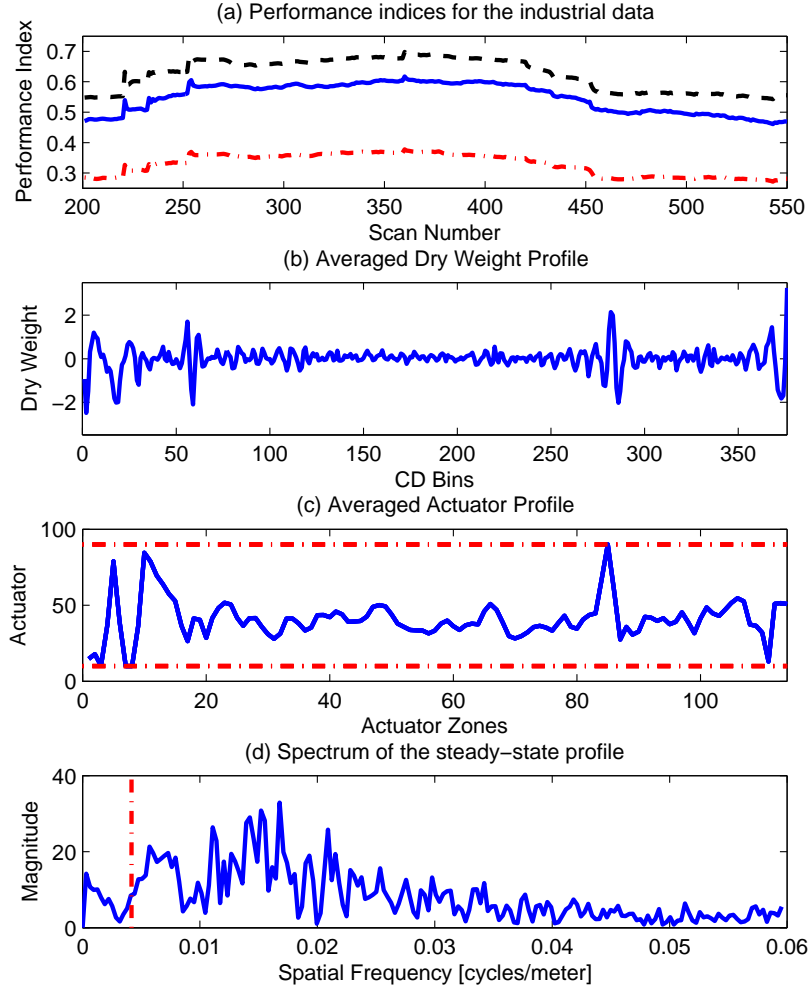 (a) Performance indices for the industrial data
Performance Index
0.7
0.6
0.5
0.4
0.3
200 250 300 350 400 450 500 550
Scan Number
(b) Averaged Dry Weight Profile
Dry Weight
2
0
−2
0 50 100 150 200 250 300 350
CD Bins
(c) Averaged Actuator Profile
Actuator
100
50
0
0 20 40 60 80 100
Actuator Zones
(d) Spectrum of the steady−state profile
Magnitude
40
20
0
0 0.01 0.02 0.03 0.04 0.05 0.06
Spatial Frequency [cycles/meter]